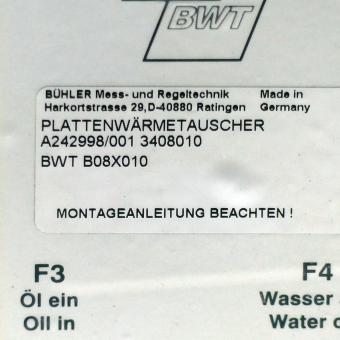 BWT
BÜHLER Mess- und Regeltechnik Made in
Harkortstrasse 29,D-40880 Ratingen Germany
PLATTENWÄRMETAUSCHER
A242998/001 3408010
BWT B08X010
MONTAGEANLEITUNG BEACHTEN !
F3 F4
Öl ein Wasser
Oll in Water